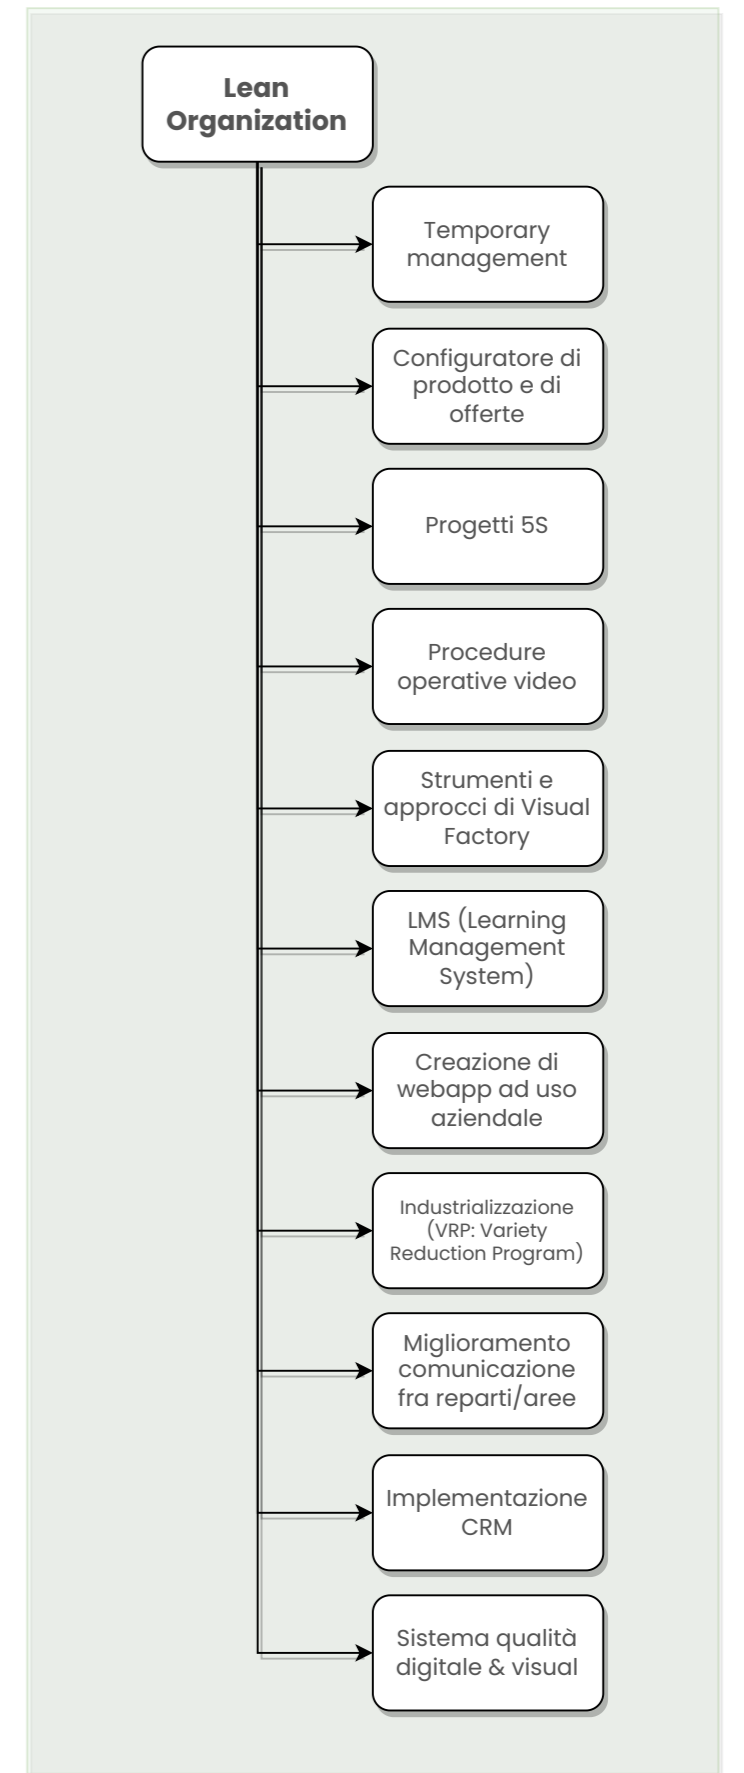 Lean
Organization
Temporary
management
Configuratore di
prodotto e di
offerte
Progetti 5S
Procedure
operative video
Strumenti e
approcci di Visual
Factory
LMS (Learning
Management
System)
Creazione di
webapp ad uso
aziendale
Industrializzazione
(VRP: Variety
Reduction Program)
Miglioramento
comunicazione
fra reparti/aree
Implementazione
CRM
Sistema qualità
digitale & visual